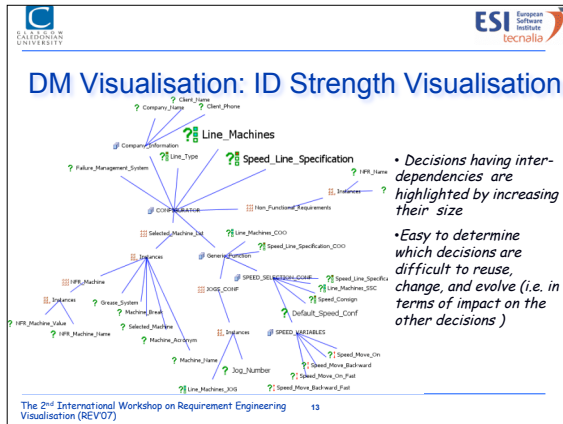 GLASGOW
CALEDONIAN
UNIVERSITY
ESI European Software Institute
tecnalia
DM Visualisation: ID Strength Visualisation
Client_Name
Company_Name
Client_Phone
Line_Machines
Company_Information
Line_Type
Speed_Line_Specification
Failure_Management_System
NFR_Name
Instances
NFR_
CONFIGURATOR
Non_Functional_Requirements
Selected_Machine_List
Line_Machines_COO
Speed_Line_Specification_COO
Instances
Generic_Function
NFR_Machine
SPEED_SELECTION_CONF
Speed_Line_Specifica
JOGS_CONF
Line_Machines_SSC
Instances
Grease_System
Speed_Consign
Machine_Break
Default_Speed_Conf
NFR_Machine_Value
Selected_Machine
Instances
SPEED_VARIABLES
NFR_Machine_Name
Machine_Acronym
Speed_Move_On
Machine_Name
Jog_Number
Speed_Move_Backward
Speed_Move_On_Fast
Line_Machines_JOG
Speed_Move_Backward_Fast
• Decisions having inter-
dependencies are
highlighted by increasing
their size
•Easy to determine
which decisions are
difficult to reuse,
change, and evolve (i.e. in
terms of impact on the
other decisions )
The 2nd International Workshop on Requirement Engineering
Visualisation (REV'07)
13